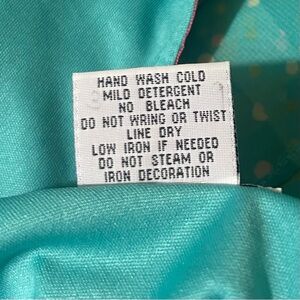 HAND WASH COLD
MILD DETERGENT
NO BLEACH
DO NOT WRING OR TWIST
LINE DRY
LOW IRON IF NEEDED
DO NOT STEAM OR
IRON DECORATION